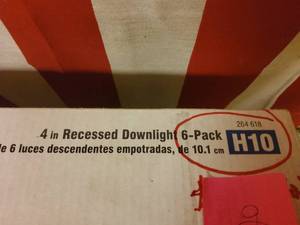 264 618
4 in Recessed Downlight 6-Pack
H10
de 6 luces descendentes empotradas, de 10.1 cm